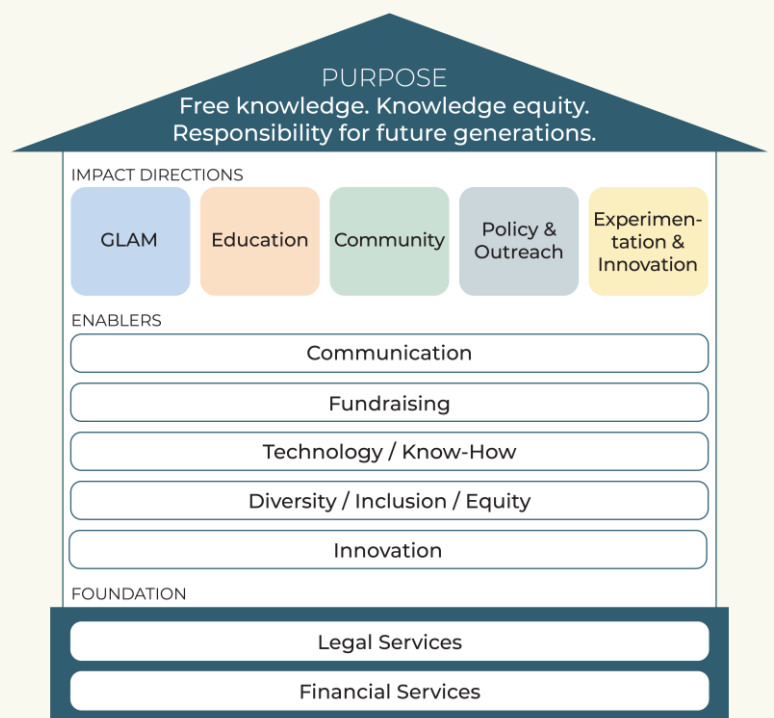 PURPOSE
Free knowledge. Knowledge equity.
Responsibility for future generations.
IMPACT DIRECTIONS
GLAM
Education
Community
Policy &
Outreach
Experimen-
tation &
Innovation
ENABLERS
Communication
Fundraising
Technology / Know-How
Diversity / Inclusion / Equity
Innovation
FOUNDATION
Legal Services
Financial Services